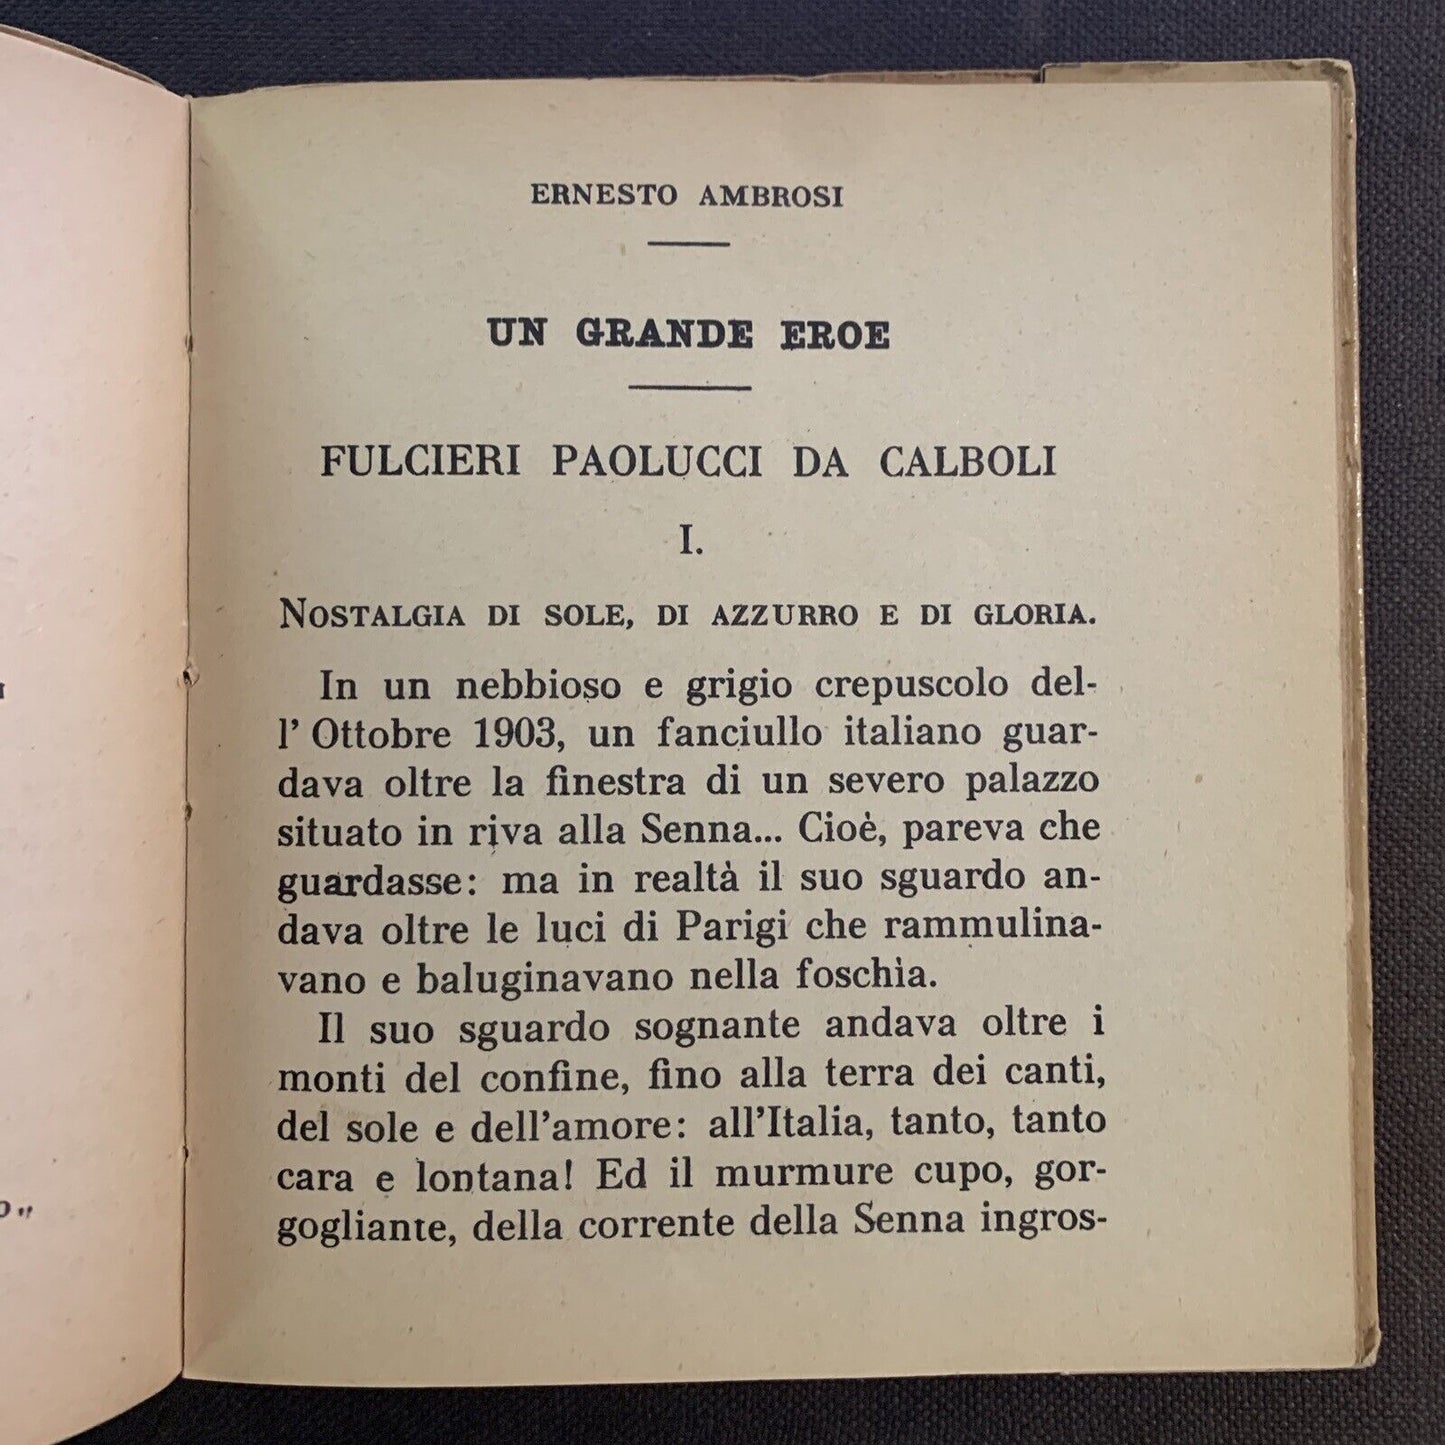 ERNESTO AMBROSI
UN GRANDE EROE
FULCIERI PAOLUCCI DA CALBOLI
I.
NOSTALGIA DI SOLE, DI AZZURRO E DI GLORIA.
In un nebbioso e grigio crepuscolo del-
l' Ottobre 1903, un fanciullo italiano guar-
dava oltre la finestra di un severo palazzo
situato in riva alla Senna... Cioè, pareva che
guardasse: ma in realtà il suo sguardo an-
dava oltre le luci di Parigi che rammulina-
vano e baluginavano nella foschìa.
Il suo sguardo sognante andava oltre i
monti del confine, fino alla terra dei canti,
del sole e dell'amore: all'Italia, tanto, tanto
cara e lontana! Ed il murmure cupo, gor-
gogliante, della corrente della Senna ingros-